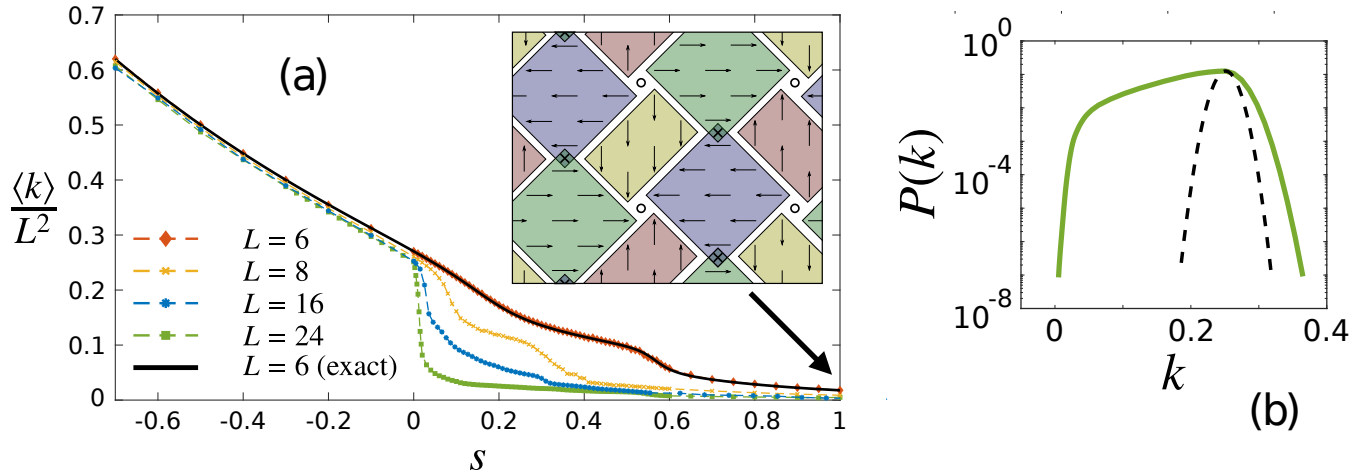 (a)
0.7
0.6
0.5
0.4
0.3
0.2
0.1
0
⟨k⟩
L²
L = 6
L = 8
L = 16
L = 24
L = 6 (exact)
-0.6 -0.4 -0.2 0 0.2 0.4 0.6 0.8 1
s
10⁰
10⁻⁴
10⁻⁸
P(k)
0 0.2 0.4
k
(b)